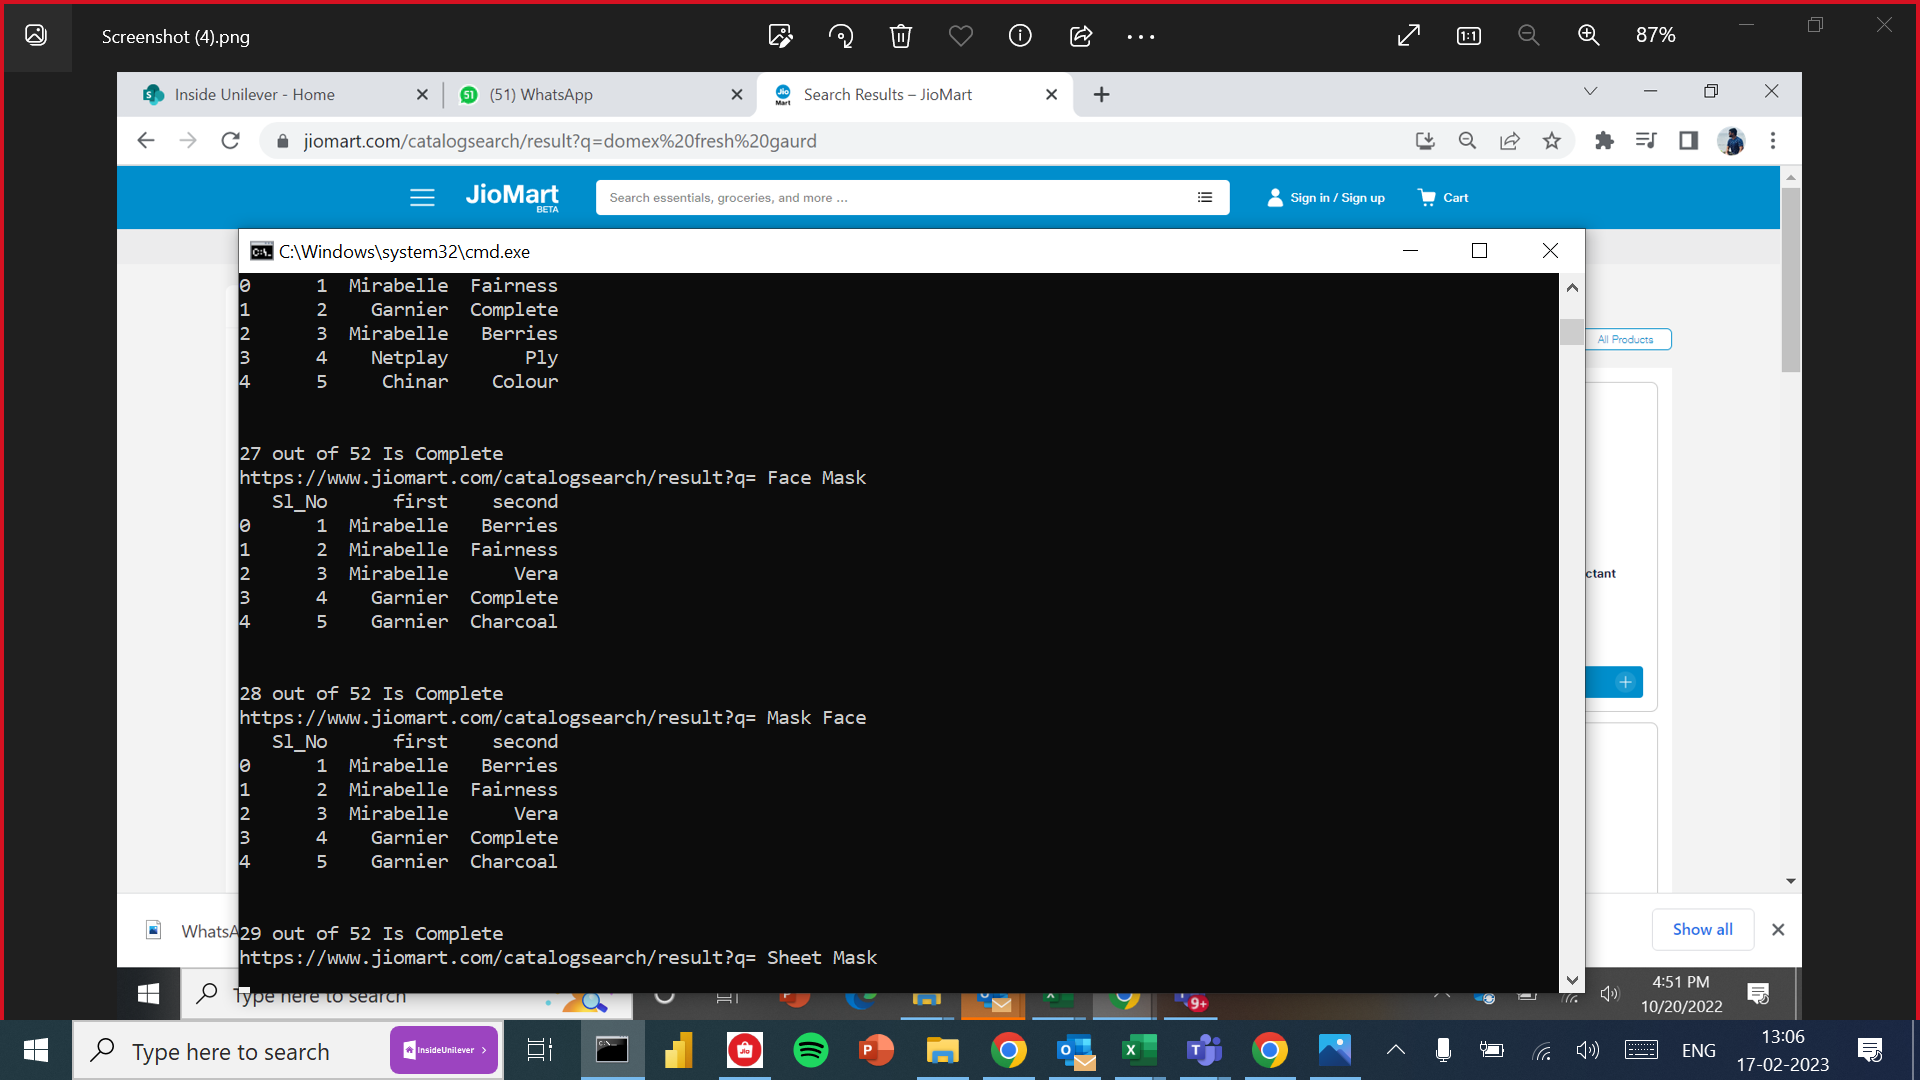 Screenshot (4).png
87%
Inside Unilever - Home
51
(51) WhatsApp
Jio Mart
Search Results – JioMart
jiomart.com/catalogsearch/result?q=domex%20fresh%20gaurd
JioMart
BETA
Search essentials, groceries, and more ...
Sign in / Sign up
Cart
C:\Windows\system32\cmd.exe
0 1 Mirabelle Fairness
1 2 Garnier Complete
2 3 Mirabelle Berries
3 4 Netplay Ply
4 5 Chinar Colour
All Products
27 out of 52 Is Complete
https://www.jiomart.com/catalogsearch/result?q= Face Mask
Sl_No first second
0 1 Mirabelle Berries
1 2 Mirabelle Fairness
2 3 Mirabelle Vera
3 4 Garnier Complete
4 5 Garnier Charcoal
ctant
28 out of 52 Is Complete
https://www.jiomart.com/catalogsearch/result?q= Mask Face
Sl_No first second
0 1 Mirabelle Berries
1 2 Mirabelle Fairness
2 3 Mirabelle Vera
3 4 Garnier Complete
4 5 Garnier Charcoal
WhatsA
29 out of 52 Is Complete
https://www.jiomart.com/catalogsearch/result?q= Sheet Mask
Show all
Type here to search
9+
4:51 PM
10/20/2022
Type here to search
InsideUnilever
ENG
13:06
17-02-2023